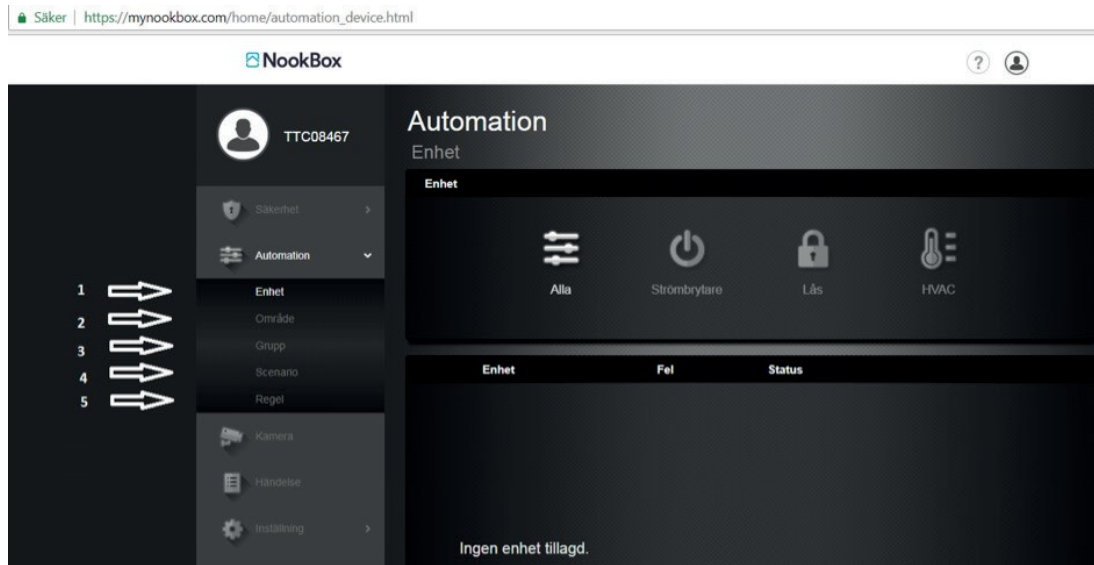 Säker | https://mynookbox.com/home/automation_device.html
NookBox
?
TTC08467
Automation
Enhet
Enhet
Säkerhet
Automation
1 Enhet
2 Område
3 Grupp
4 Scenario
5 Regel
Kamera
Händelse
Inställning
Alla Strömbrytare Lås HVAC
Enhet Fel Status
Ingen enhet tillagd.